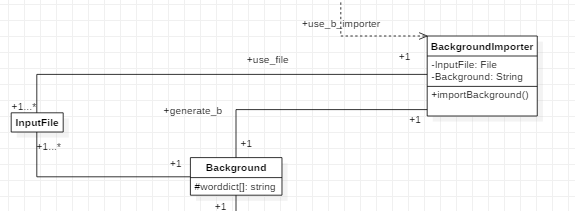 +use_b_importer
BackgroundImporter
+1
+use_file
-InputFile: File
-Background: String
+importBackground()
+1...*
+generate_b
+1
InputFile
+1...*
+1
+1
Background
#worddict[]: string
+1